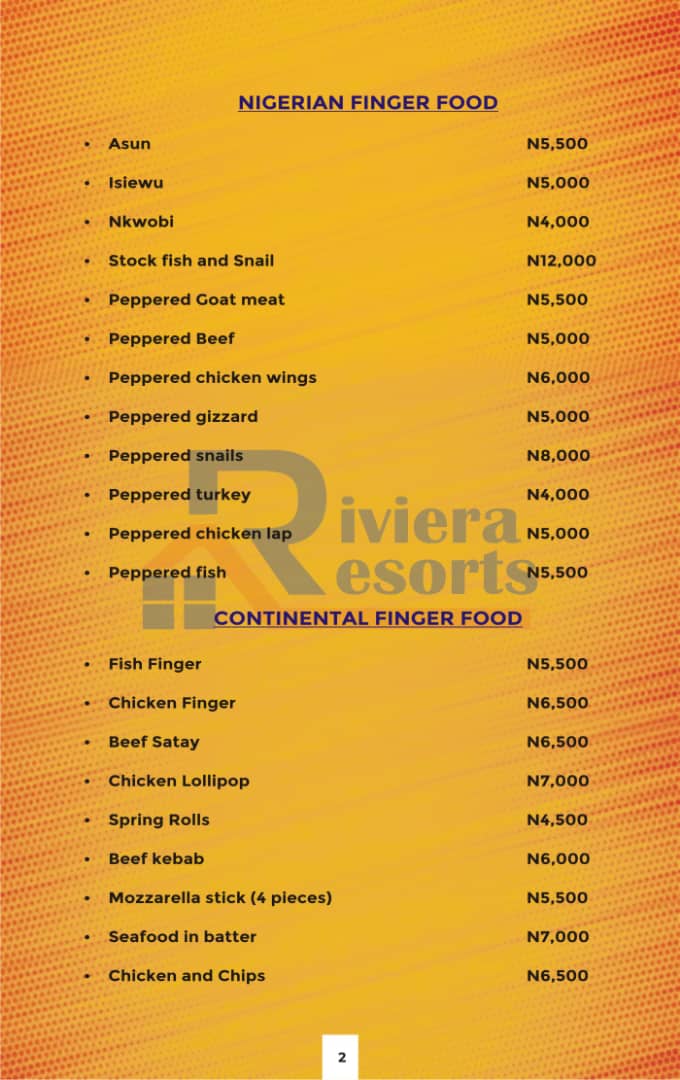 NIGERIAN FINGER FOOD
• Asun N5,500
• Isiewu N5,000
• Nkwobi N4,000
• Stock fish and Snail N12,000
• Peppered Goat meat N5,500
• Peppered Beef N5,000
• Peppered chicken wings N6,000
• Peppered gizzard N5,000
• Peppered snails N8,000
• Peppered turkey N4,000
• Peppered chicken lap N5,000
• Peppered fish N5,500
Riviera
Resorts
CONTINENTAL FINGER FOOD
• Fish Finger N5,500
• Chicken Finger N6,500
• Beef Satay N6,500
• Chicken Lollipop N7,000
• Spring Rolls N4,500
• Beef kebab N6,000
• Mozzarella stick (4 pieces) N5,500
• Seafood in batter N7,000
• Chicken and Chips N6,500
2